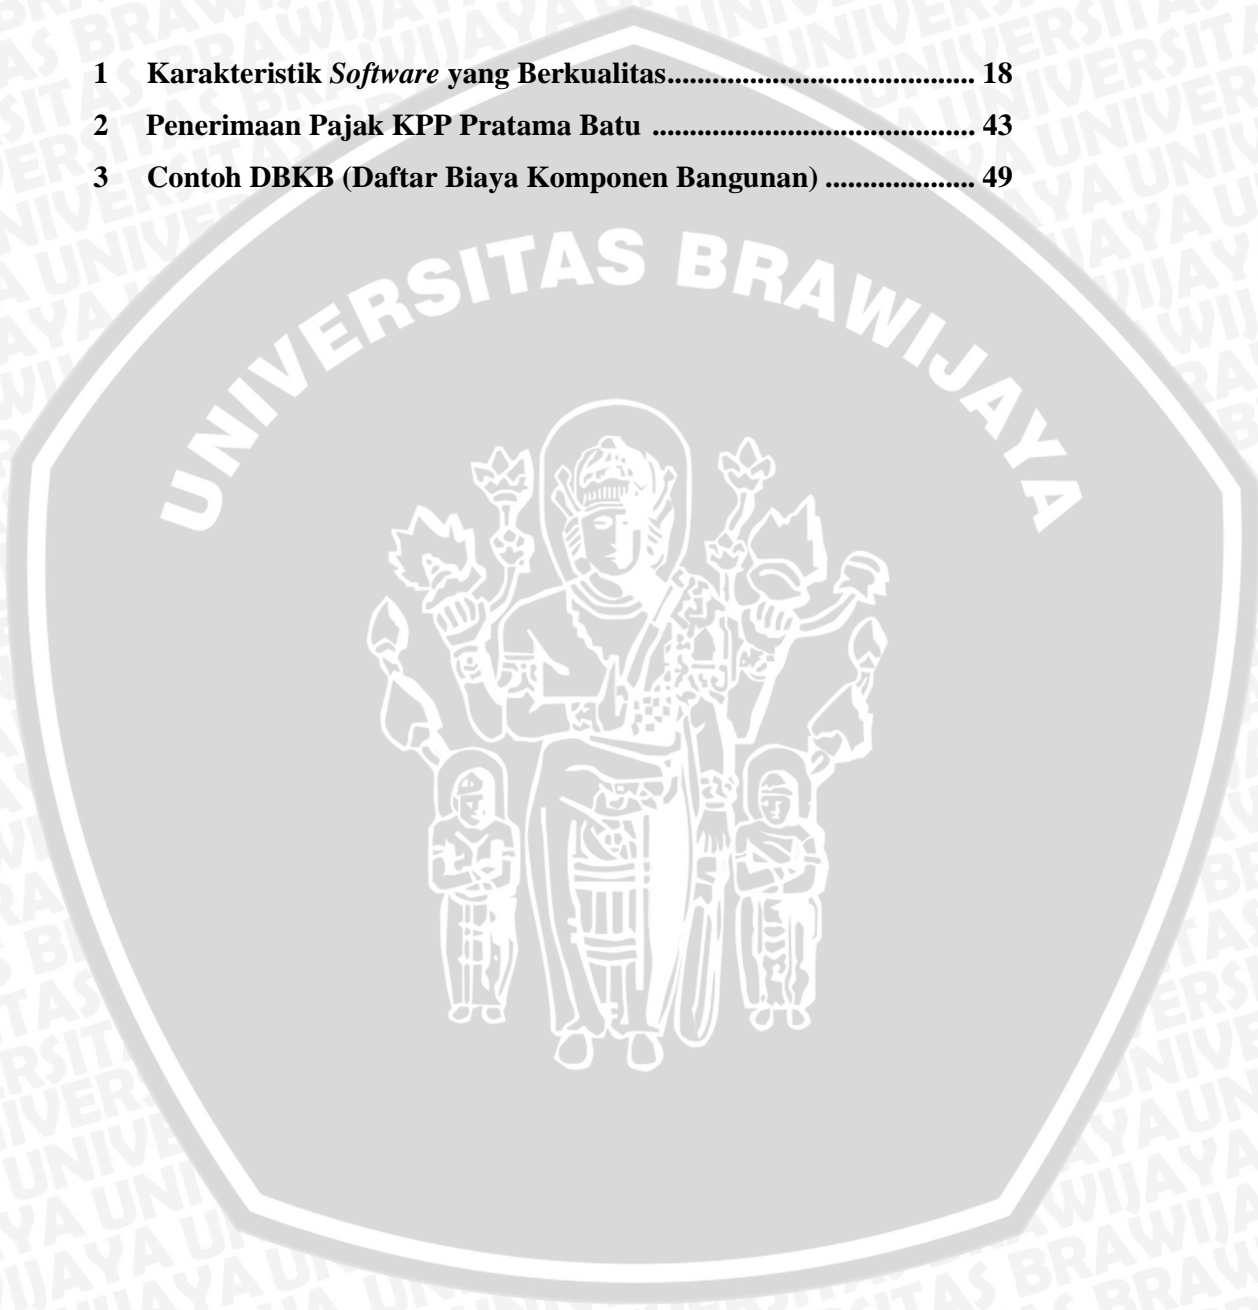 1 Karakteristik Software yang Berkualitas......................................... 18
2 Penerimaan Pajak KPP Pratama Batu ........................................... 43
3 Contoh DBKB (Daftar Biaya Komponen Bangunan) .................... 49
UNIVERSITAS BRAWIJAYA